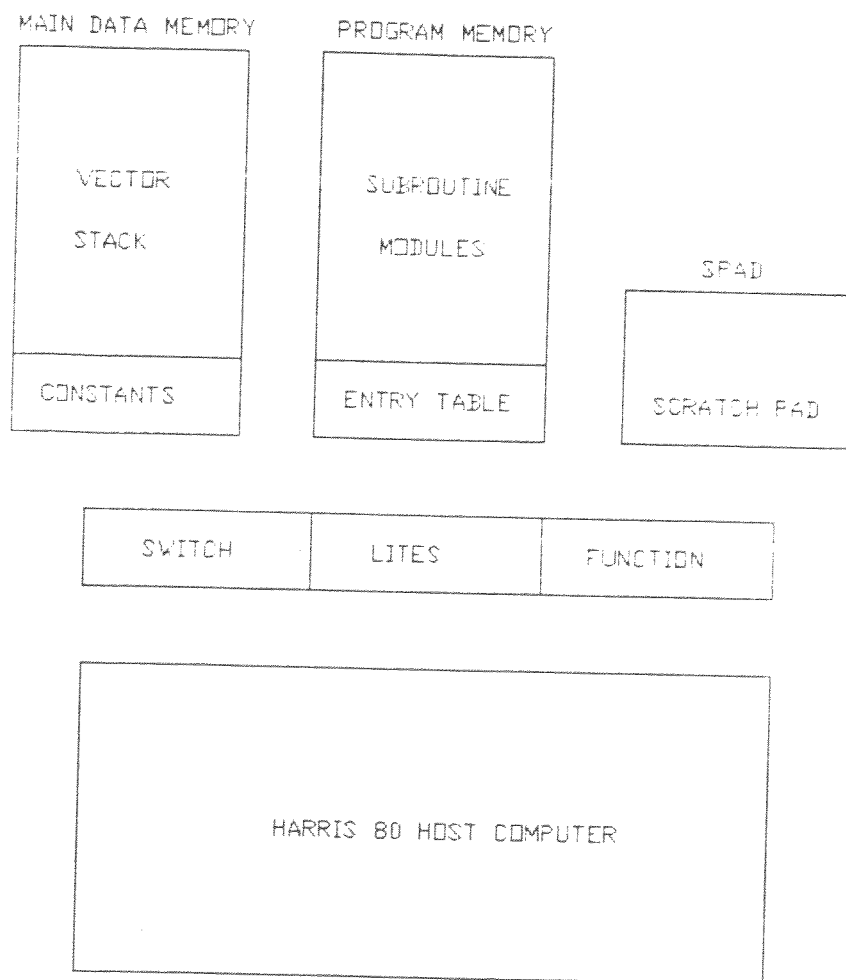 MAIN DATA MEMORY
PROGRAM MEMORY
VECTOR
STACK
CONSTANTS
SUBROUTINE
MODULES
ENTRY TABLE
SPAD
SCRATCH PAD
SWITCH
LITES
FUNCTION
HARRIS 80 HOST COMPUTER